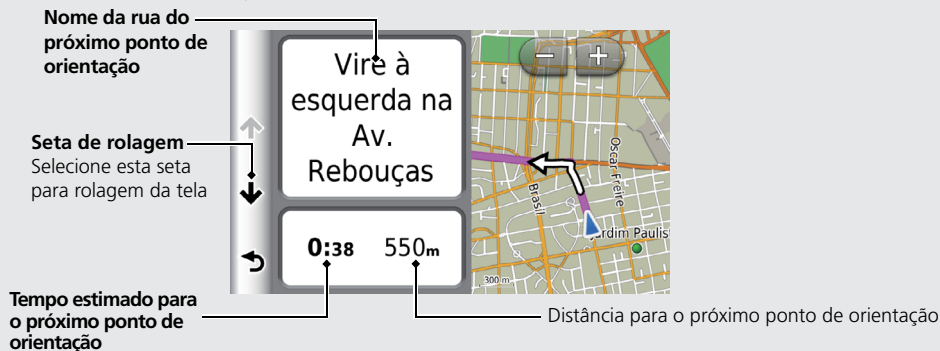 Nome da rua do
próximo ponto de
orientação
Vire à
esquerda na
Av.
Rebouças
Seta de rolagem
Selecione esta seta
para rolagem da tela
0:38 550m
Oscar Freire
Brasil
Jardim Paulis
300 m
Tempo estimado para
o próximo ponto de
orientação
Distância para o próximo ponto de orientação